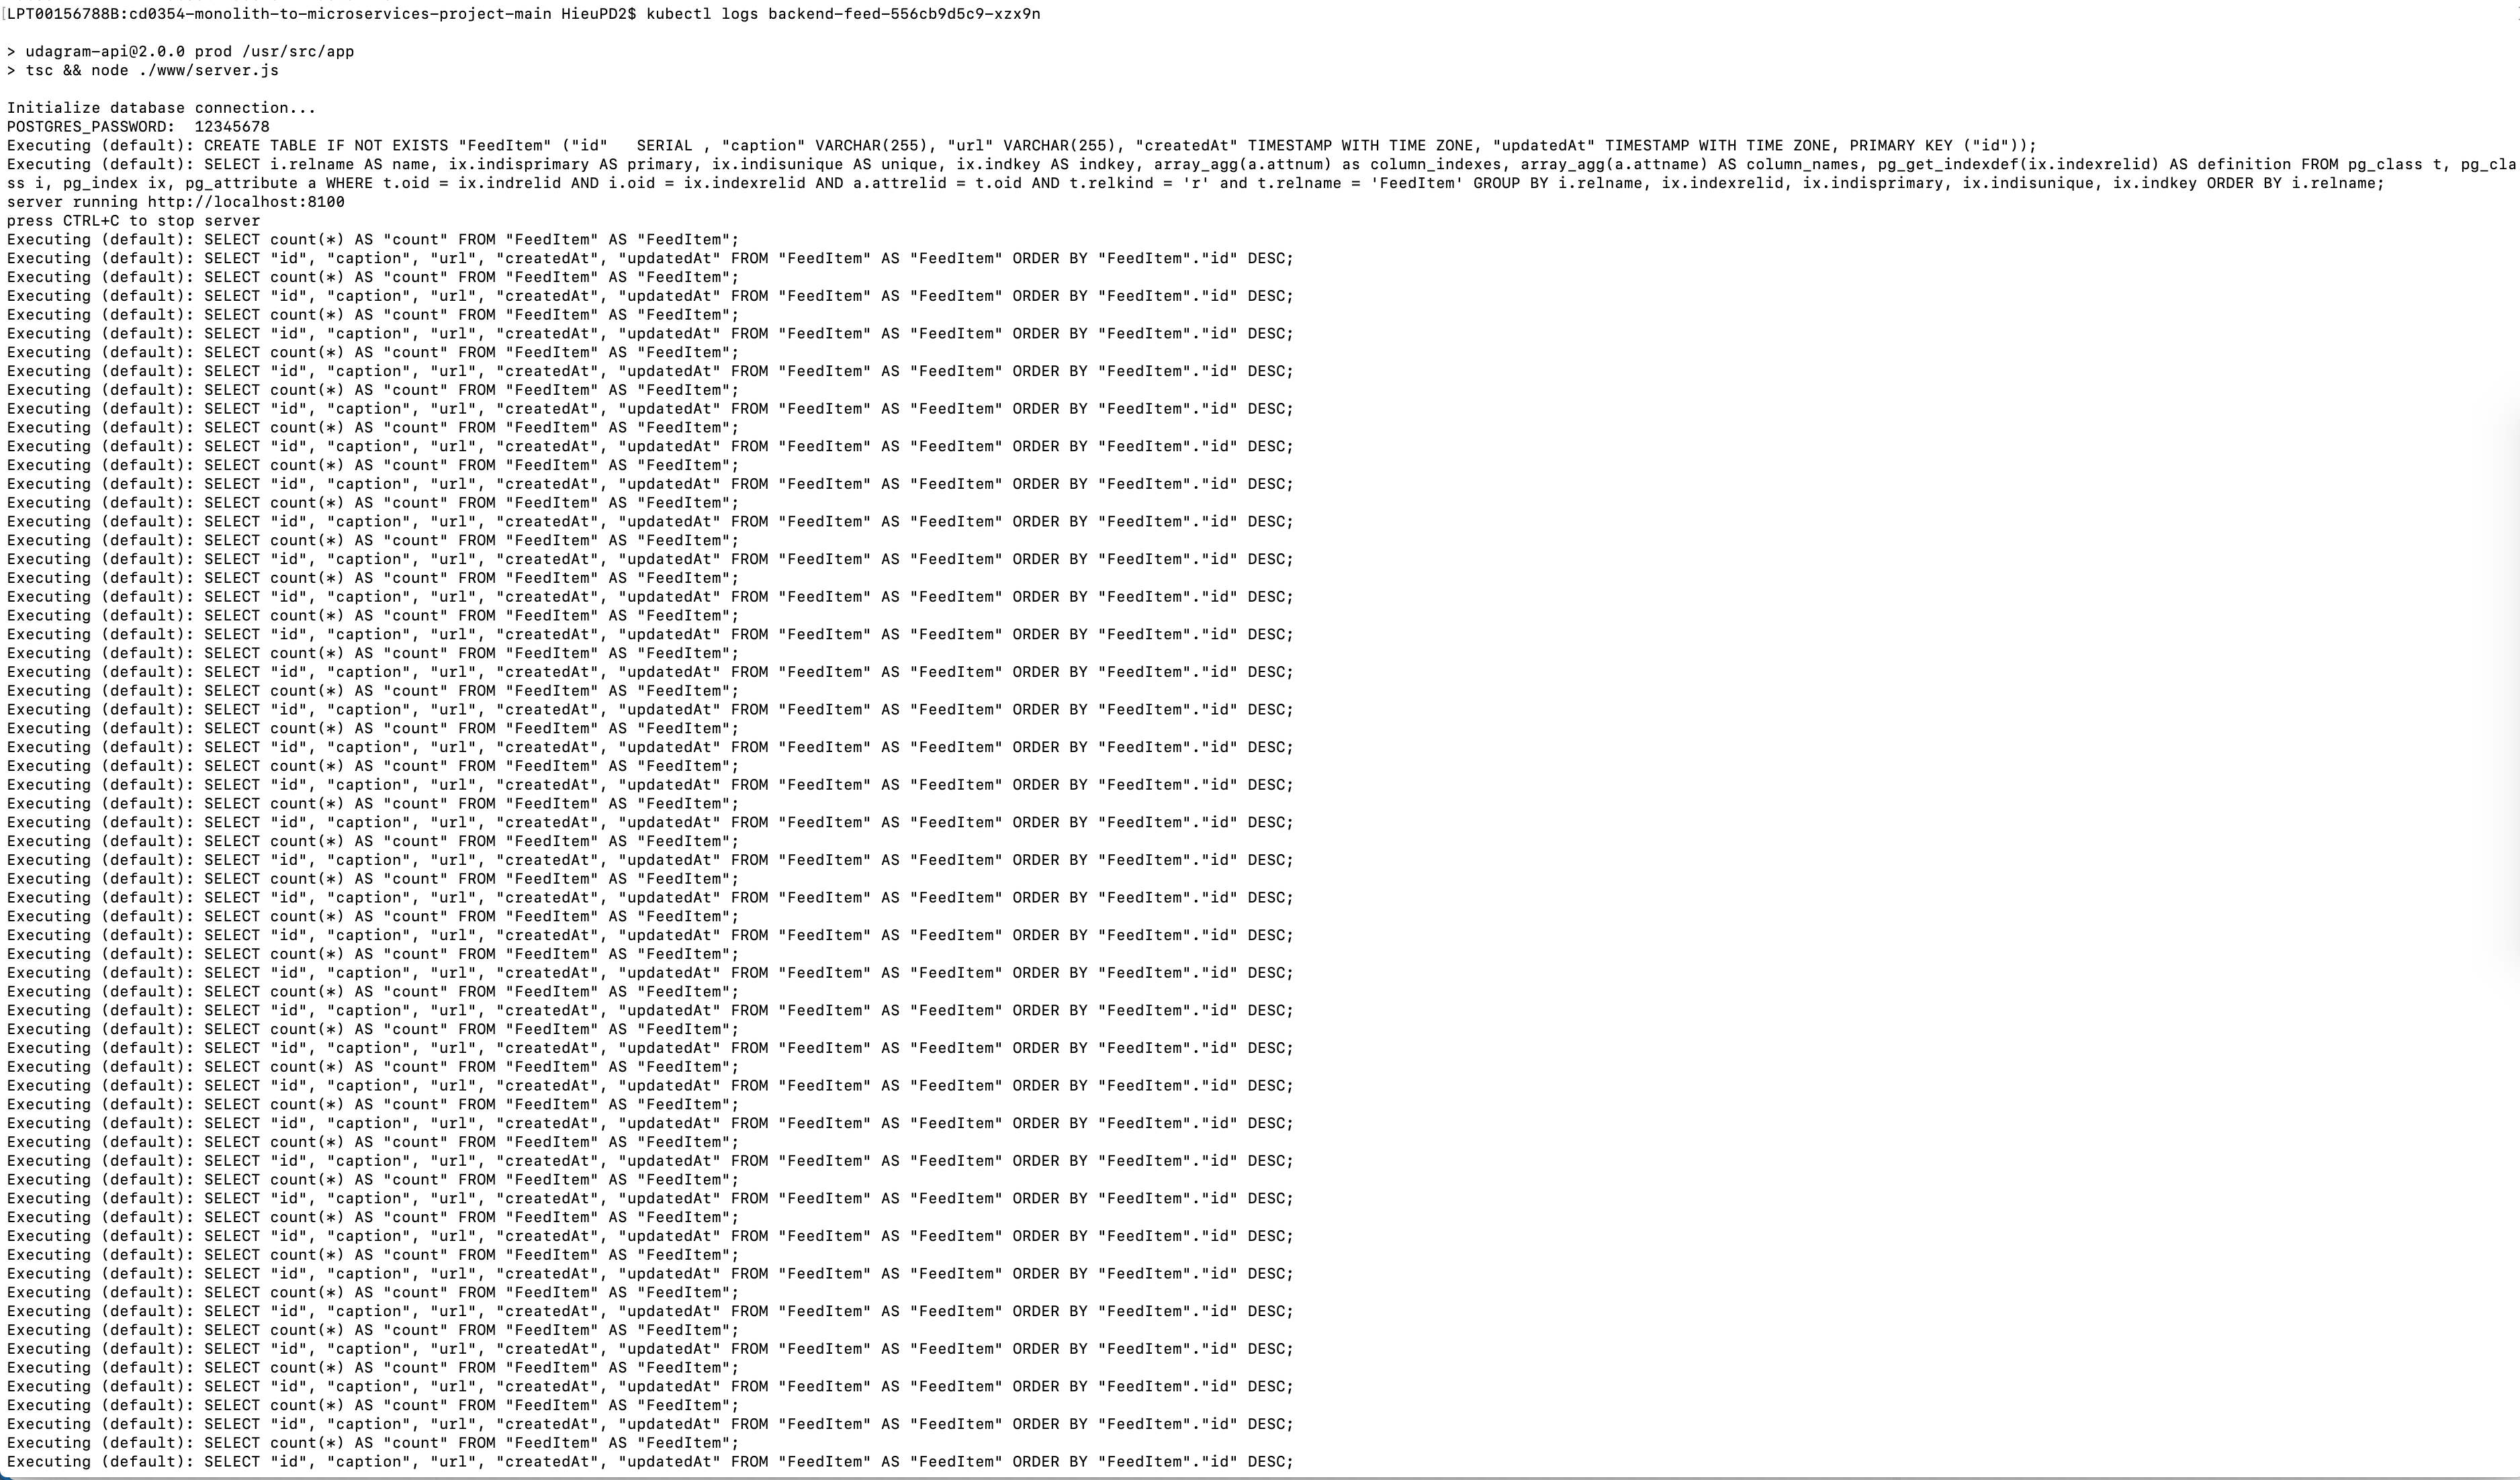 LPT00156788B:cd0354-monolith-to-microservices-project-main HieuPD2$ kubectl logs backend-feed-556cb9d5c9-xzx9n
> udagram-api@2.0.0 prod /usr/src/app
> tsc && node ./www/server.js
Initialize database connection...
POSTGRES_PASSWORD:  12345678
Executing (default): CREATE TABLE IF NOT EXISTS "FeedItem" ("id"   SERIAL , "caption" VARCHAR(255), "url" VARCHAR(255), "createdAt" TIMESTAMP WITH TIME ZONE, "updatedAt" TIMESTAMP WITH TIME ZONE, PRIMARY KEY ("id"));
Executing (default): SELECT i.relname AS name, ix.indisprimary AS primary, ix.indisunique AS unique, ix.indkey AS indkey, array_agg(a.attnum) as column_indexes, array_agg(a.attname) AS column_names, pg_get_indexdef(ix.indexrelid) AS definition FROM pg_class t, pg_cla
ss i, pg_index ix, pg_attribute a WHERE t.oid = ix.indrelid AND i.oid = ix.indexrelid AND a.attrelid = t.oid AND t.relkind = 'r' and t.relname = 'FeedItem' GROUP BY i.relname, ix.indexrelid, ix.indisprimary, ix.indisunique, ix.indkey ORDER BY i.relname;
server running http://localhost:8100
press CTRL+C to stop server
Executing (default): SELECT count(*) AS "count" FROM "FeedItem" AS "FeedItem";
Executing (default): SELECT "id", "caption", "url", "createdAt", "updatedAt" FROM "FeedItem" AS "FeedItem" ORDER BY "FeedItem"."id" DESC;
Executing (default): SELECT count(*) AS "count" FROM "FeedItem" AS "FeedItem";
Executing (default): SELECT "id", "caption", "url", "createdAt", "updatedAt" FROM "FeedItem" AS "FeedItem" ORDER BY "FeedItem"."id" DESC;
Executing (default): SELECT count(*) AS "count" FROM "FeedItem" AS "FeedItem";
Executing (default): SELECT "id", "caption", "url", "createdAt", "updatedAt" FROM "FeedItem" AS "FeedItem" ORDER BY "FeedItem"."id" DESC;
Executing (default): SELECT count(*) AS "count" FROM "FeedItem" AS "FeedItem";
Executing (default): SELECT "id", "caption", "url", "createdAt", "updatedAt" FROM "FeedItem" AS "FeedItem" ORDER BY "FeedItem"."id" DESC;
Executing (default): SELECT count(*) AS "count" FROM "FeedItem" AS "FeedItem";
Executing (default): SELECT "id", "caption", "url", "createdAt", "updatedAt" FROM "FeedItem" AS "FeedItem" ORDER BY "FeedItem"."id" DESC;
Executing (default): SELECT count(*) AS "count" FROM "FeedItem" AS "FeedItem";
Executing (default): SELECT "id", "caption", "url", "createdAt", "updatedAt" FROM "FeedItem" AS "FeedItem" ORDER BY "FeedItem"."id" DESC;
Executing (default): SELECT count(*) AS "count" FROM "FeedItem" AS "FeedItem";
Executing (default): SELECT "id", "caption", "url", "createdAt", "updatedAt" FROM "FeedItem" AS "FeedItem" ORDER BY "FeedItem"."id" DESC;
Executing (default): SELECT count(*) AS "count" FROM "FeedItem" AS "FeedItem";
Executing (default): SELECT "id", "caption", "url", "createdAt", "updatedAt" FROM "FeedItem" AS "FeedItem" ORDER BY "FeedItem"."id" DESC;
Executing (default): SELECT count(*) AS "count" FROM "FeedItem" AS "FeedItem";
Executing (default): SELECT "id", "caption", "url", "createdAt", "updatedAt" FROM "FeedItem" AS "FeedItem" ORDER BY "FeedItem"."id" DESC;
Executing (default): SELECT count(*) AS "count" FROM "FeedItem" AS "FeedItem";
Executing (default): SELECT "id", "caption", "url", "createdAt", "updatedAt" FROM "FeedItem" AS "FeedItem" ORDER BY "FeedItem"."id" DESC;
Executing (default): SELECT count(*) AS "count" FROM "FeedItem" AS "FeedItem";
Executing (default): SELECT "id", "caption", "url", "createdAt", "updatedAt" FROM "FeedItem" AS "FeedItem" ORDER BY "FeedItem"."id" DESC;
Executing (default): SELECT count(*) AS "count" FROM "FeedItem" AS "FeedItem";
Executing (default): SELECT "id", "caption", "url", "createdAt", "updatedAt" FROM "FeedItem" AS "FeedItem" ORDER BY "FeedItem"."id" DESC;
Executing (default): SELECT count(*) AS "count" FROM "FeedItem" AS "FeedItem";
Executing (default): SELECT "id", "caption", "url", "createdAt", "updatedAt" FROM "FeedItem" AS "FeedItem" ORDER BY "FeedItem"."id" DESC;
Executing (default): SELECT count(*) AS "count" FROM "FeedItem" AS "FeedItem";
Executing (default): SELECT "id", "caption", "url", "createdAt", "updatedAt" FROM "FeedItem" AS "FeedItem" ORDER BY "FeedItem"."id" DESC;
Executing (default): SELECT count(*) AS "count" FROM "FeedItem" AS "FeedItem";
Executing (default): SELECT "id", "caption", "url", "createdAt", "updatedAt" FROM "FeedItem" AS "FeedItem" ORDER BY "FeedItem"."id" DESC;
Executing (default): SELECT count(*) AS "count" FROM "FeedItem" AS "FeedItem";
Executing (default): SELECT "id", "caption", "url", "createdAt", "updatedAt" FROM "FeedItem" AS "FeedItem" ORDER BY "FeedItem"."id" DESC;
Executing (default): SELECT count(*) AS "count" FROM "FeedItem" AS "FeedItem";
Executing (default): SELECT "id", "caption", "url", "createdAt", "updatedAt" FROM "FeedItem" AS "FeedItem" ORDER BY "FeedItem"."id" DESC;
Executing (default): SELECT count(*) AS "count" FROM "FeedItem" AS "FeedItem";
Executing (default): SELECT "id", "caption", "url", "createdAt", "updatedAt" FROM "FeedItem" AS "FeedItem" ORDER BY "FeedItem"."id" DESC;
Executing (default): SELECT count(*) AS "count" FROM "FeedItem" AS "FeedItem";
Executing (default): SELECT "id", "caption", "url", "createdAt", "updatedAt" FROM "FeedItem" AS "FeedItem" ORDER BY "FeedItem"."id" DESC;
Executing (default): SELECT count(*) AS "count" FROM "FeedItem" AS "FeedItem";
Executing (default): SELECT "id", "caption", "url", "createdAt", "updatedAt" FROM "FeedItem" AS "FeedItem" ORDER BY "FeedItem"."id" DESC;
Executing (default): SELECT count(*) AS "count" FROM "FeedItem" AS "FeedItem";
Executing (default): SELECT "id", "caption", "url", "createdAt", "updatedAt" FROM "FeedItem" AS "FeedItem" ORDER BY "FeedItem"."id" DESC;
Executing (default): SELECT count(*) AS "count" FROM "FeedItem" AS "FeedItem";
Executing (default): SELECT "id", "caption", "url", "createdAt", "updatedAt" FROM "FeedItem" AS "FeedItem" ORDER BY "FeedItem"."id" DESC;
Executing (default): SELECT count(*) AS "count" FROM "FeedItem" AS "FeedItem";
Executing (default): SELECT "id", "caption", "url", "createdAt", "updatedAt" FROM "FeedItem" AS "FeedItem" ORDER BY "FeedItem"."id" DESC;
Executing (default): SELECT count(*) AS "count" FROM "FeedItem" AS "FeedItem";
Executing (default): SELECT "id", "caption", "url", "createdAt", "updatedAt" FROM "FeedItem" AS "FeedItem" ORDER BY "FeedItem"."id" DESC;
Executing (default): SELECT count(*) AS "count" FROM "FeedItem" AS "FeedItem";
Executing (default): SELECT "id", "caption", "url", "createdAt", "updatedAt" FROM "FeedItem" AS "FeedItem" ORDER BY "FeedItem"."id" DESC;
Executing (default): SELECT count(*) AS "count" FROM "FeedItem" AS "FeedItem";
Executing (default): SELECT "id", "caption", "url", "createdAt", "updatedAt" FROM "FeedItem" AS "FeedItem" ORDER BY "FeedItem"."id" DESC;
Executing (default): SELECT count(*) AS "count" FROM "FeedItem" AS "FeedItem";
Executing (default): SELECT "id", "caption", "url", "createdAt", "updatedAt" FROM "FeedItem" AS "FeedItem" ORDER BY "FeedItem"."id" DESC;
Executing (default): SELECT count(*) AS "count" FROM "FeedItem" AS "FeedItem";
Executing (default): SELECT "id", "caption", "url", "createdAt", "updatedAt" FROM "FeedItem" AS "FeedItem" ORDER BY "FeedItem"."id" DESC;
Executing (default): SELECT count(*) AS "count" FROM "FeedItem" AS "FeedItem";
Executing (default): SELECT "id", "caption", "url", "createdAt", "updatedAt" FROM "FeedItem" AS "FeedItem" ORDER BY "FeedItem"."id" DESC;
Executing (default): SELECT count(*) AS "count" FROM "FeedItem" AS "FeedItem";
Executing (default): SELECT "id", "caption", "url", "createdAt", "updatedAt" FROM "FeedItem" AS "FeedItem" ORDER BY "FeedItem"."id" DESC;
Executing (default): SELECT count(*) AS "count" FROM "FeedItem" AS "FeedItem";
Executing (default): SELECT "id", "caption", "url", "createdAt", "updatedAt" FROM "FeedItem" AS "FeedItem" ORDER BY "FeedItem"."id" DESC;
Executing (default): SELECT count(*) AS "count" FROM "FeedItem" AS "FeedItem";
Executing (default): SELECT "id", "caption", "url", "createdAt", "updatedAt" FROM "FeedItem" AS "FeedItem" ORDER BY "FeedItem"."id" DESC;